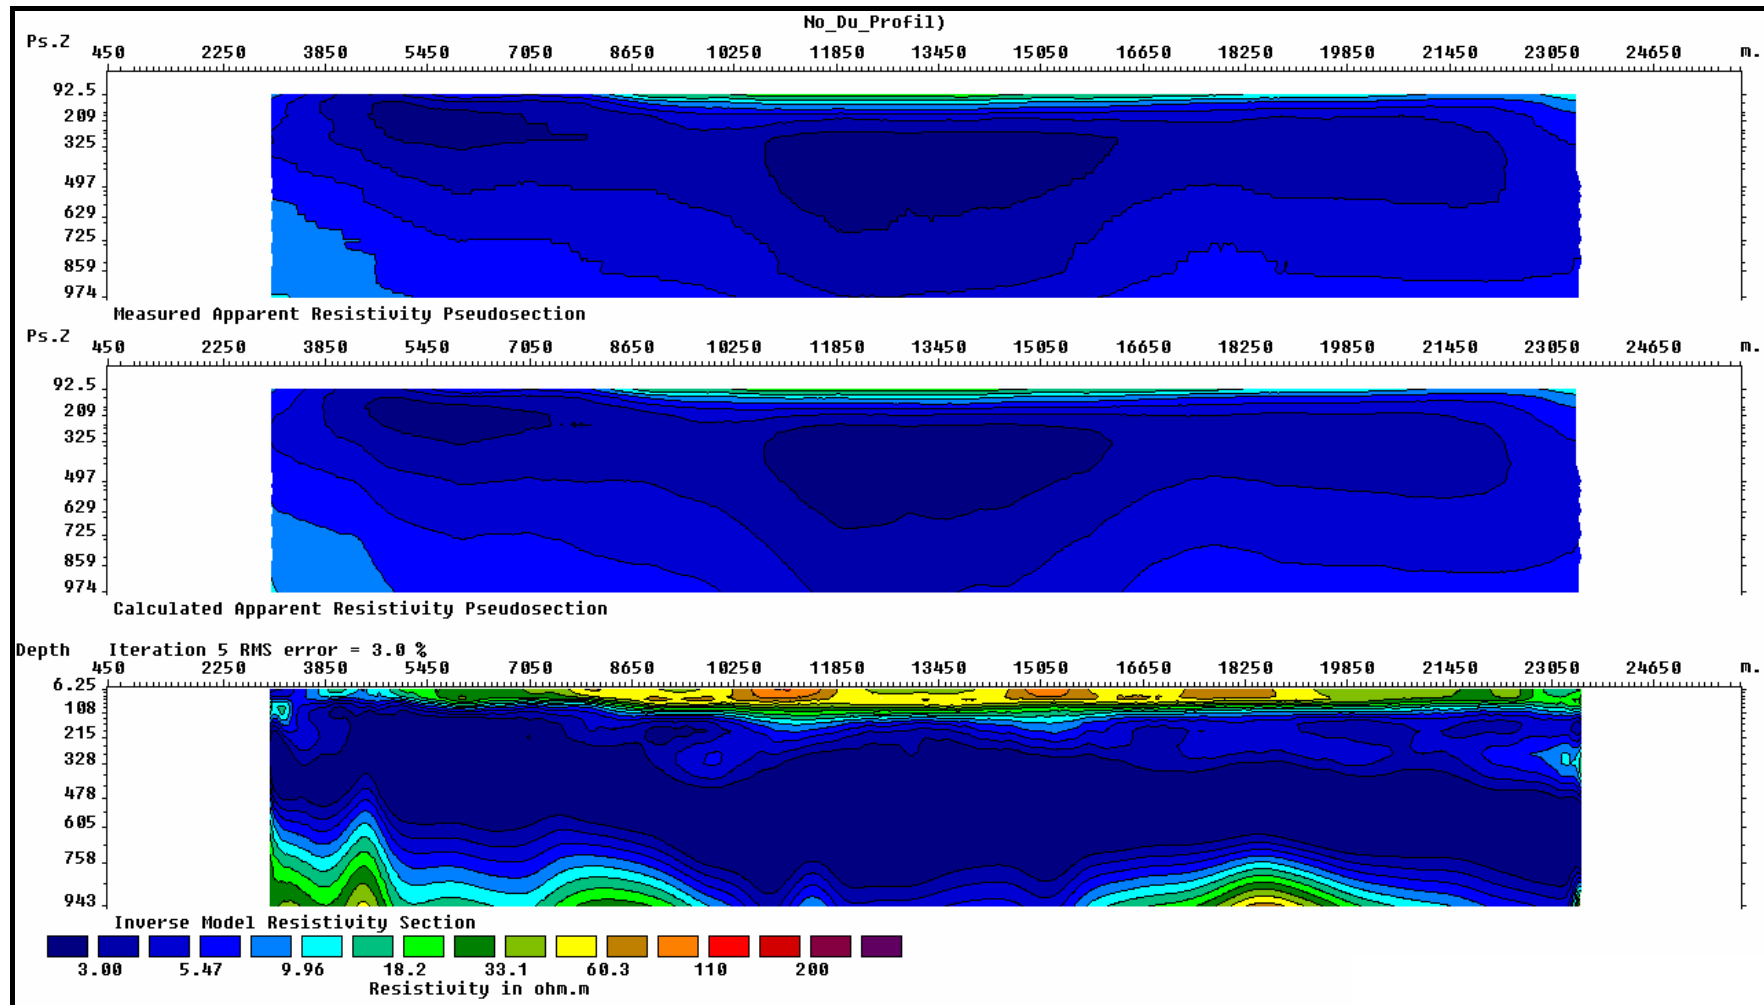 No_Du_Profil)
Ps.Z 450 2250 3850 5450 7050 8650 10250 11850 13450 15050 16650 18250 19850 21450 23050 24650 m.
92.5
209
325
497
629
725
859
974
Measured Apparent Resistivity Pseudosection
Ps.Z 450 2250 3850 5450 7050 8650 10250 11850 13450 15050 16650 18250 19850 21450 23050 24650 m.
92.5
209
325
497
629
725
859
974
Calculated Apparent Resistivity Pseudosection
Depth Iteration 5 RMS error = 3.0 %
450 2250 3850 5450 7050 8650 10250 11850 13450 15050 16650 18250 19850 21450 23050 24650 m.
6.25
108
215
328
478
605
758
943
Inverse Model Resistivity Section
3.00 5.47 9.96 18.2 33.1 60.3 110 200
Resistivity in ohm.m